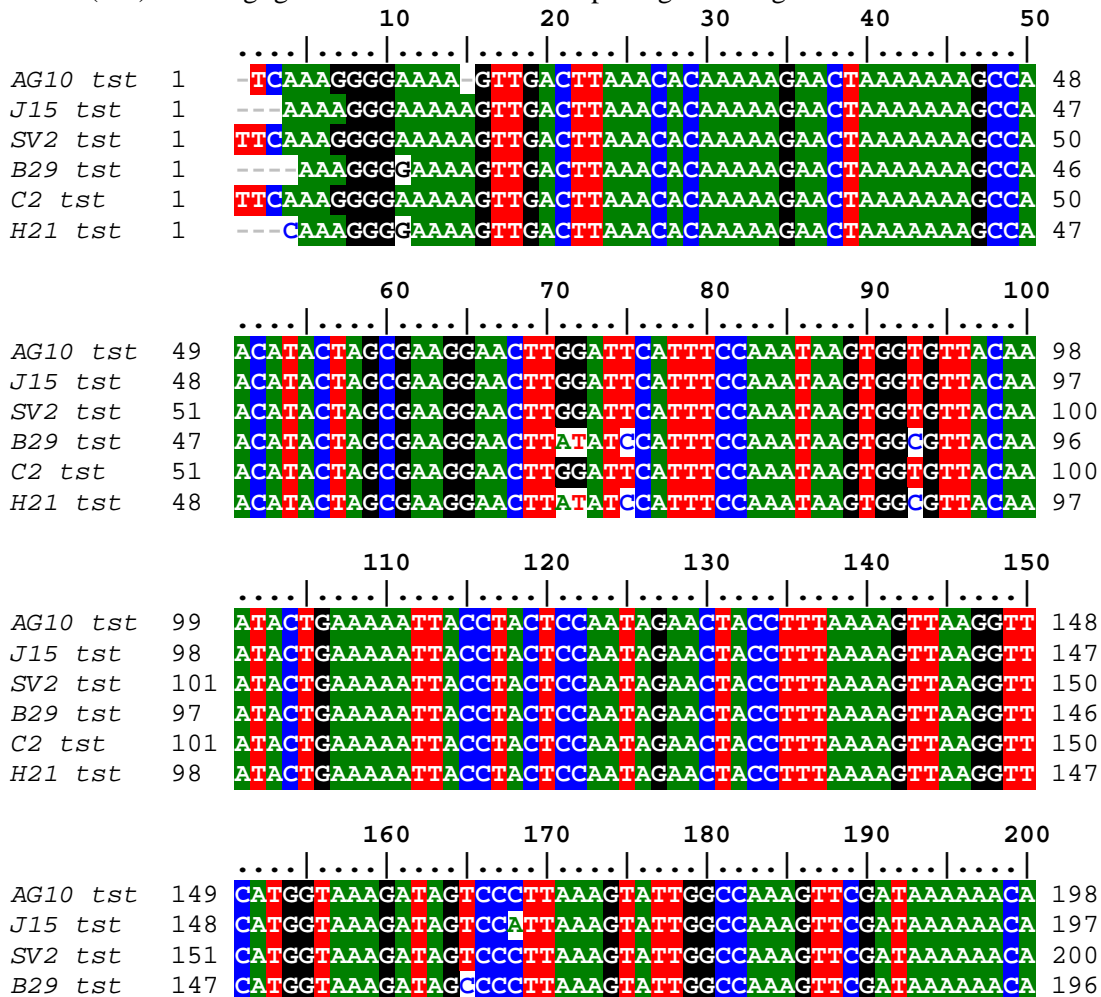 10 20 30 40 50
....|....|....|....|....|....|....|....|....|....|
AG10 tst 1 -TCAAAGGGGAAAA-GTTGACTTAAACACAAAAAGAACTAAAAAAAGCCA 48
J15 tst 1 ---AAAAGGGAAAAAGTTGACTTAAACACAAAAAGAACTAAAAAAAGCCA 47
SV2 tst 1 TTCAAAGGGGAAAAAGTTGACTTAAACACAAAAAGAACTAAAAAAAGCCA 50
B29 tst 1 ----AAAGGGGAAAAGTTGACTTAAACACAAAAAGAACTAAAAAAAGCCA 46
C2 tst 1 TTCAAAGGGGAAAAAGTTGACTTAAACACAAAAAGAACTAAAAAAAGCCA 50
H21 tst 1 ---CAAAGGGGAAAAGTTGACTTAAACACAAAAAGAACTAAAAAAAGCCA 47
60 70 80 90 100
....|....|....|....|....|....|....|....|....|....|
AG10 tst 49 ACATACTAGCGAAGGAACTTGGATTCATTTCCAAATAAGTGGTGTTACAA 98
J15 tst 48 ACATACTAGCGAAGGAACTTGGATTCATTTCCAAATAAGTGGTGTTACAA 97
SV2 tst 51 ACATACTAGCGAAGGAACTTGGATTCATTTCCAAATAAGTGGTGTTACAA 100
B29 tst 47 ACATACTAGCGAAGGAACTTATATCCATTTCCAAATAAGTGGCGTTACAA 96
C2 tst 51 ACATACTAGCGAAGGAACTTGGATTCATTTCCAAATAAGTGGTGTTACAA 100
H21 tst 48 ACATACTAGCGAAGGAACTTATATCCATTTCCAAATAAGTGGCGTTACAA 97
110 120 130 140 150
....|....|....|....|....|....|....|....|....|....|
AG10 tst 99 ATACTGAAAAATTACCTACTCCAATAGAACTACCTTTAAAAGTTAAGGTT 148
J15 tst 98 ATACTGAAAAATTACCTACTCCAATAGAACTACCTTTAAAAGTTAAGGTT 147
SV2 tst 101 ATACTGAAAAATTACCTACTCCAATAGAACTACCTTTAAAAGTTAAGGTT 150
B29 tst 97 ATACTGAAAAATTACCTACTCCAATAGAACTACCTTTAAAAGTTAAGGTT 146
C2 tst 101 ATACTGAAAAATTACCTACTCCAATAGAACTACCTTTAAAAGTTAAGGTT 150
H21 tst 98 ATACTGAAAAATTACCTACTCCAATAGAACTACCTTTAAAAGTTAAGGTT 147
160 170 180 190 200
....|....|....|....|....|....|....|....|....|....|
AG10 tst 149 CATGGTAAAGATAGTCCCTTAAAGTATTGGCCAAAGTTCGATAAAAAACA 198
J15 tst 148 CATGGTAAAGATAGTCCATTAAAGTATTGGCCAAAGTTCGATAAAAAACA 197
SV2 tst 151 CATGGTAAAGATAGTCCCTTAAAGTATTGGCCAAAGTTCGATAAAAAACA 200
B29 tst 147 CATGGTAAAGATAGCCCCTTAAAGTATTGGCCAAAGTTCGATAAAAAACA 196